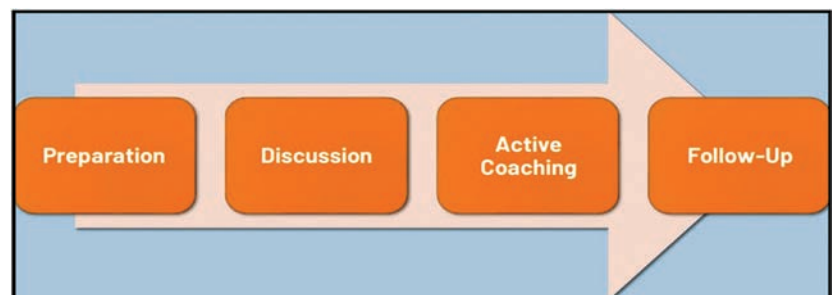 Preparation
Discussion
Active
Coaching
Follow-Up